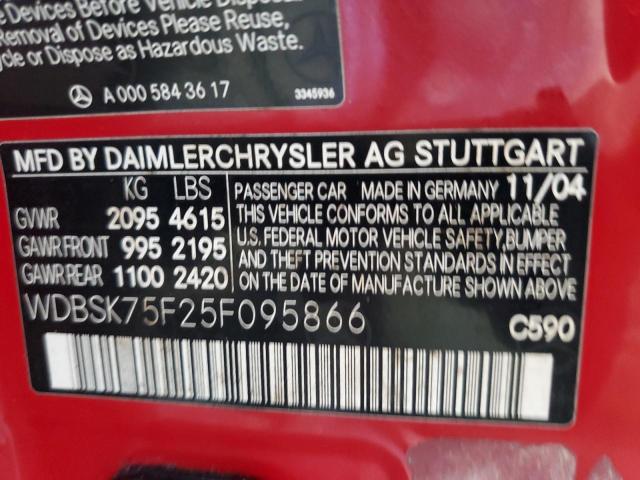 Devices Before Vehicle Disposal
Removal of Devices Please Reuse,
or Dispose as Hazardous Waste.
A 000 584 36 17
3345936
MFD BY DAIMLERCHRYSLER AG STUTTGART
KG LBS
PASSENGER CAR MADE IN GERMANY 11/04
GVWR 2095 4615
THIS VEHICLE CONFORMS TO ALL APPLICABLE
GAWR FRONT 995 2195
U.S. FEDERAL MOTOR VEHICLE SAFETY, BUMPER
GAWR REAR 1100 2420
AND THEFT PREVENTION STANDARDS IN EFFECT
ON THE DATE OF MANUFACTURE SHOWN ABOVE.
WDBSK75F25F095866
C590